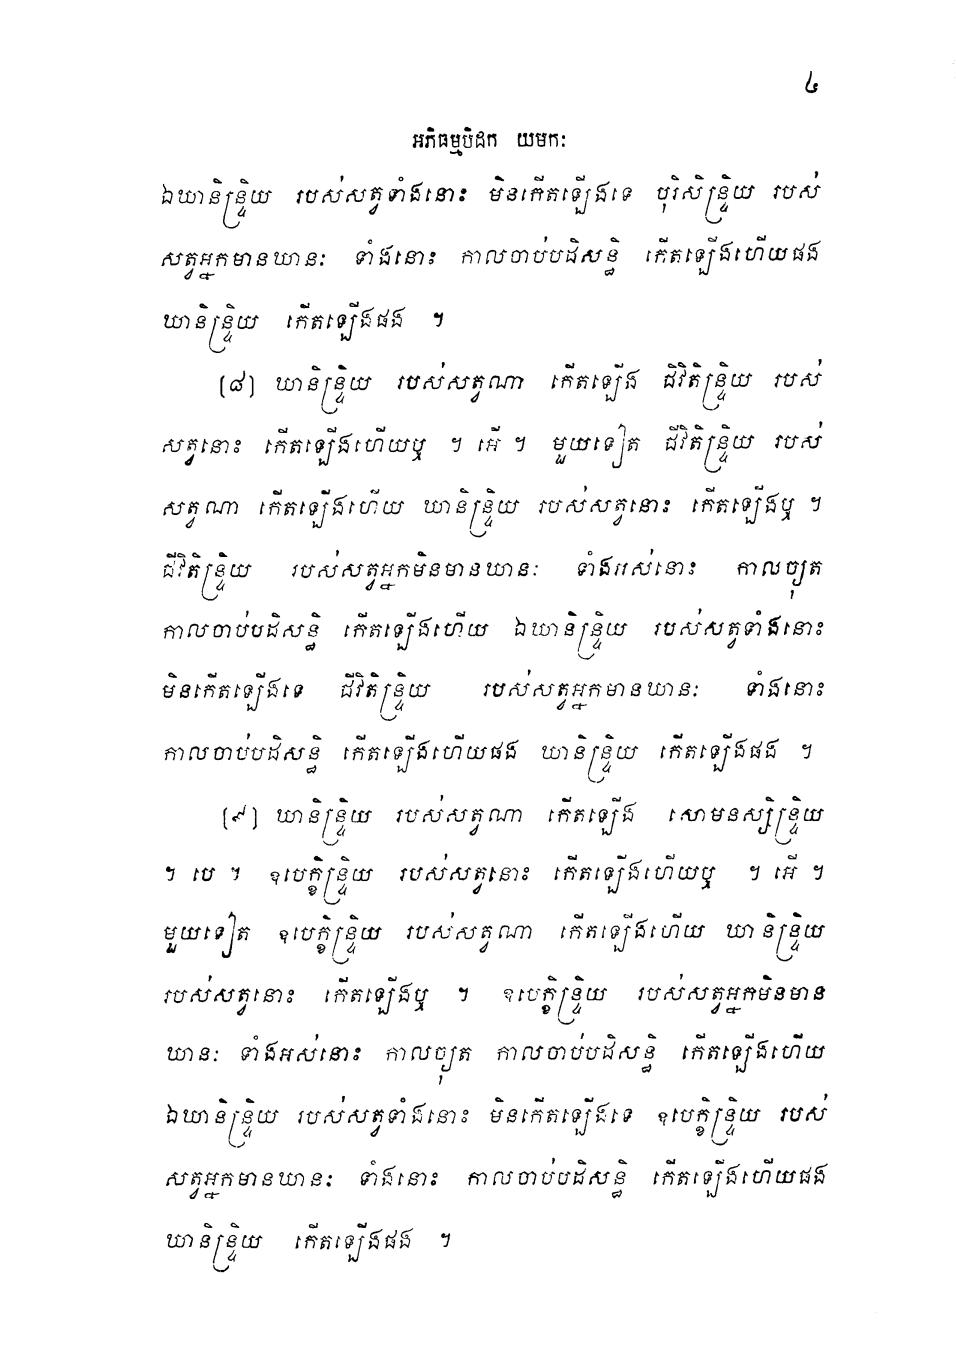 ៤
អភិធម្មបិដក យមកៈ
ឯឃានិន្ទ្រិយ របស់សត្វទាំងនោះ មិនកើតឡើងទេ បុរិសិន្ទ្រិយ របស់
សត្វអ្នកមានឃានៈ ទាំងនោះ កាលចាប់បដិសន្ធិ កើតឡើងហើយផង
ឃានិន្ទ្រិយ កើតឡើងផង ។
[៨] ឃានិន្ទ្រិយ របស់សត្វណា កើតឡើង ជីវិតិន្ទ្រិយ របស់
សត្វនោះ កើតឡើងហើយឬ ។ អើ ។ មួយទៀត ជីវិតិន្ទ្រិយ របស់
សត្វណា កើតឡើងហើយ ឃានិន្ទ្រិយ របស់សត្វនោះ កើតឡើងឬ ។
ជីវិតិន្ទ្រិយ របស់សត្វអ្នកមិនមានឃានៈ ទាំងអស់នោះ កាលច្យុត
កាលចាប់បដិសន្ធិ កើតឡើងហើយ ឯឃានិន្ទ្រិយ របស់សត្វទាំងនោះ
មិនកើតឡើងទេ ជីវិតិន្ទ្រិយ របស់សត្វអ្នកមានឃានៈ ទាំងនោះ
កាលចាប់បដិសន្ធិ កើតឡើងហើយផង ឃានិន្ទ្រិយ កើតឡើងផង ។
[៩] ឃានិន្ទ្រិយ របស់សត្វណា កើតឡើង សោមនស្សិន្ទ្រិយ
។ បេ ។ ឧបេក្ខិន្ទ្រិយ របស់សត្វនោះ កើតឡើងហើយឬ ។ អើ ។
មួយទៀត ឧបេក្ខិន្ទ្រិយ របស់សត្វណា កើតឡើងហើយ ឃានិន្ទ្រិយ
របស់សត្វនោះ កើតឡើងឬ ។ ឧបេក្ខិន្ទ្រិយ របស់សត្វអ្នកមិនមាន
ឃានៈ ទាំងអស់នោះ កាលច្យុត កាលចាប់បដិសន្ធិ កើតឡើងហើយ
ឯឃានិន្ទ្រិយ របស់សត្វទាំងនោះ មិនកើតឡើងទេ ឧបេក្ខិន្ទ្រិយ របស់
សត្វអ្នកមានឃានៈ ទាំងនោះ កាលចាប់បដិសន្ធិ កើតឡើងហើយផង
ឃានិន្ទ្រិយ កើតឡើងផង ។